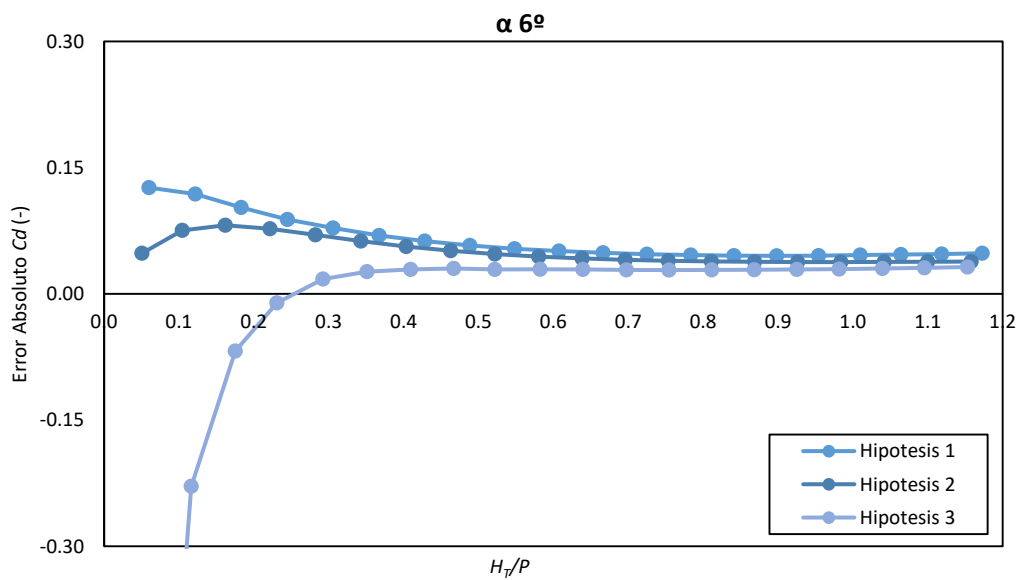 α 6º
0.30
0.15
0.00
-0.15
-0.30
0.0 0.1 0.2 0.3 0.4 0.5 0.6 0.7 0.8 0.9 1.0 1.1 1.2
Error Absoluto Cd (-)
Hipotesis 1
Hipotesis 2
Hipotesis 3
H_T/P